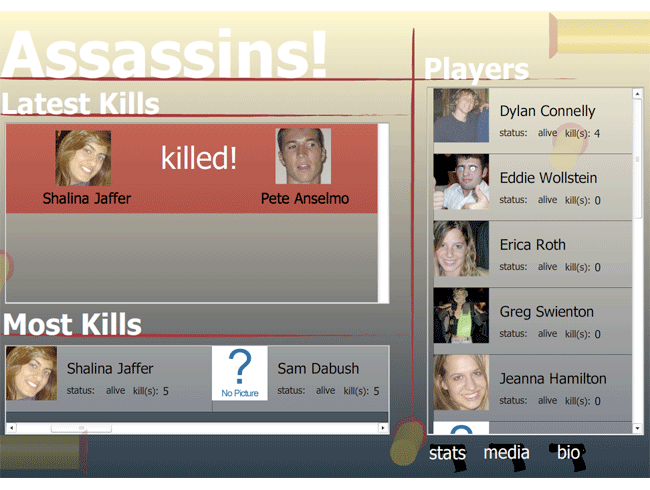 Assassins!
Latest Kills
killed!
Shalina Jaffer
Pete Anselmo
Most Kills
Shalina Jaffer
status: alive kill(s): 5
?
No Picture
Sam Dabush
status: alive kill(s): 5
Players
Dylan Connelly
status: alive kill(s): 4
Eddie Wollstein
status: alive kill(s): 0
Erica Roth
status: alive kill(s): 0
Greg Swienton
status: alive kill(s): 0
Jeanna Hamilton
status: alive kill(s): 0
stats media bio